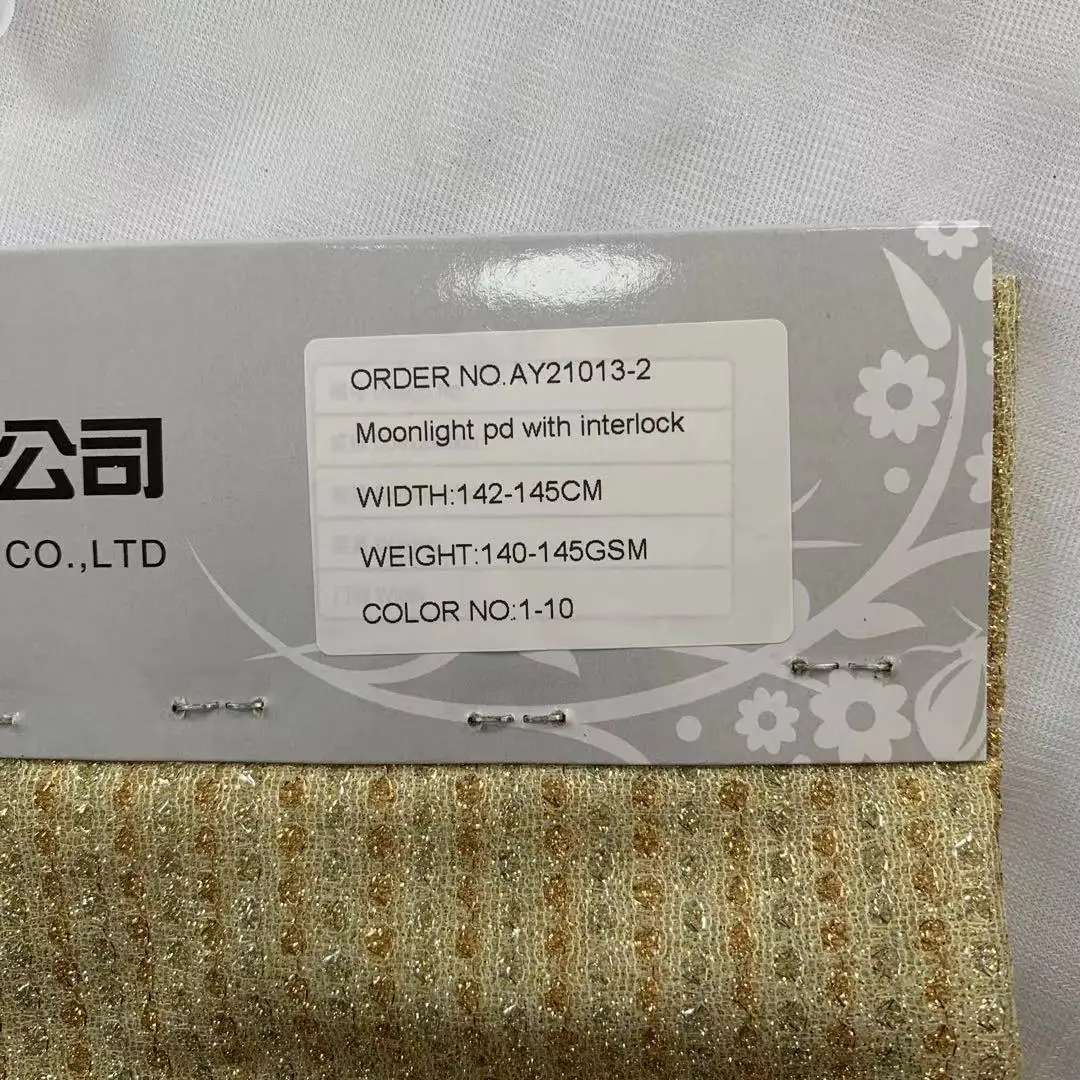 公司
CO.,LTD
ORDER NO.AY21013-2
Moonlight pd with interlock
WIDTH:142-145CM
WEIGHT:140-145GSM
COLOR NO:1-10